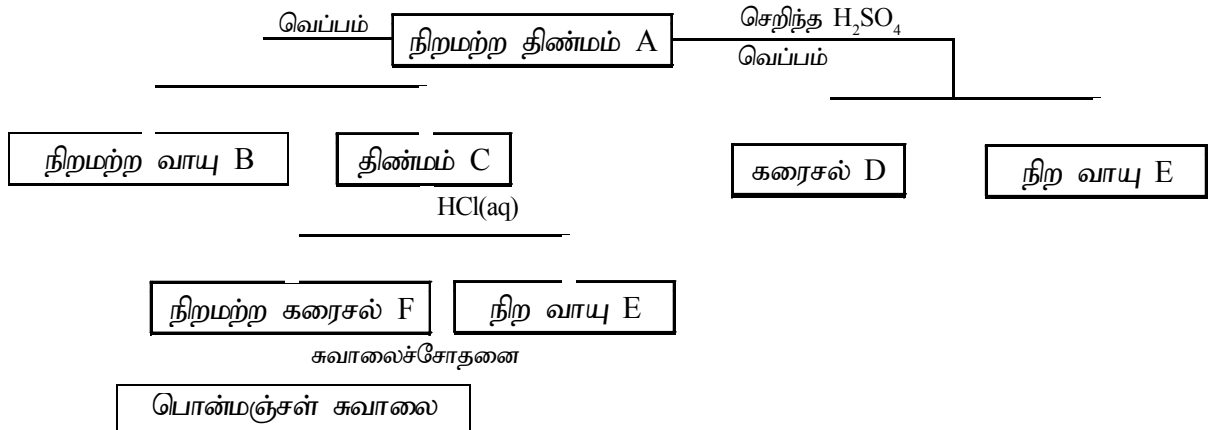 வெப்பம்
நிறமற்ற திண்மம் A
செறிந்த H₂SO₄
வெப்பம்
நிறமற்ற வாயு B
திண்மம் C
கரைசல் D
நிற வாயு E
HCl(aq)
நிறமற்ற கரைசல் F
நிற வாயு E
சுவாலைச்சோதனை
பொன்மஞ்சள் சுவாலை